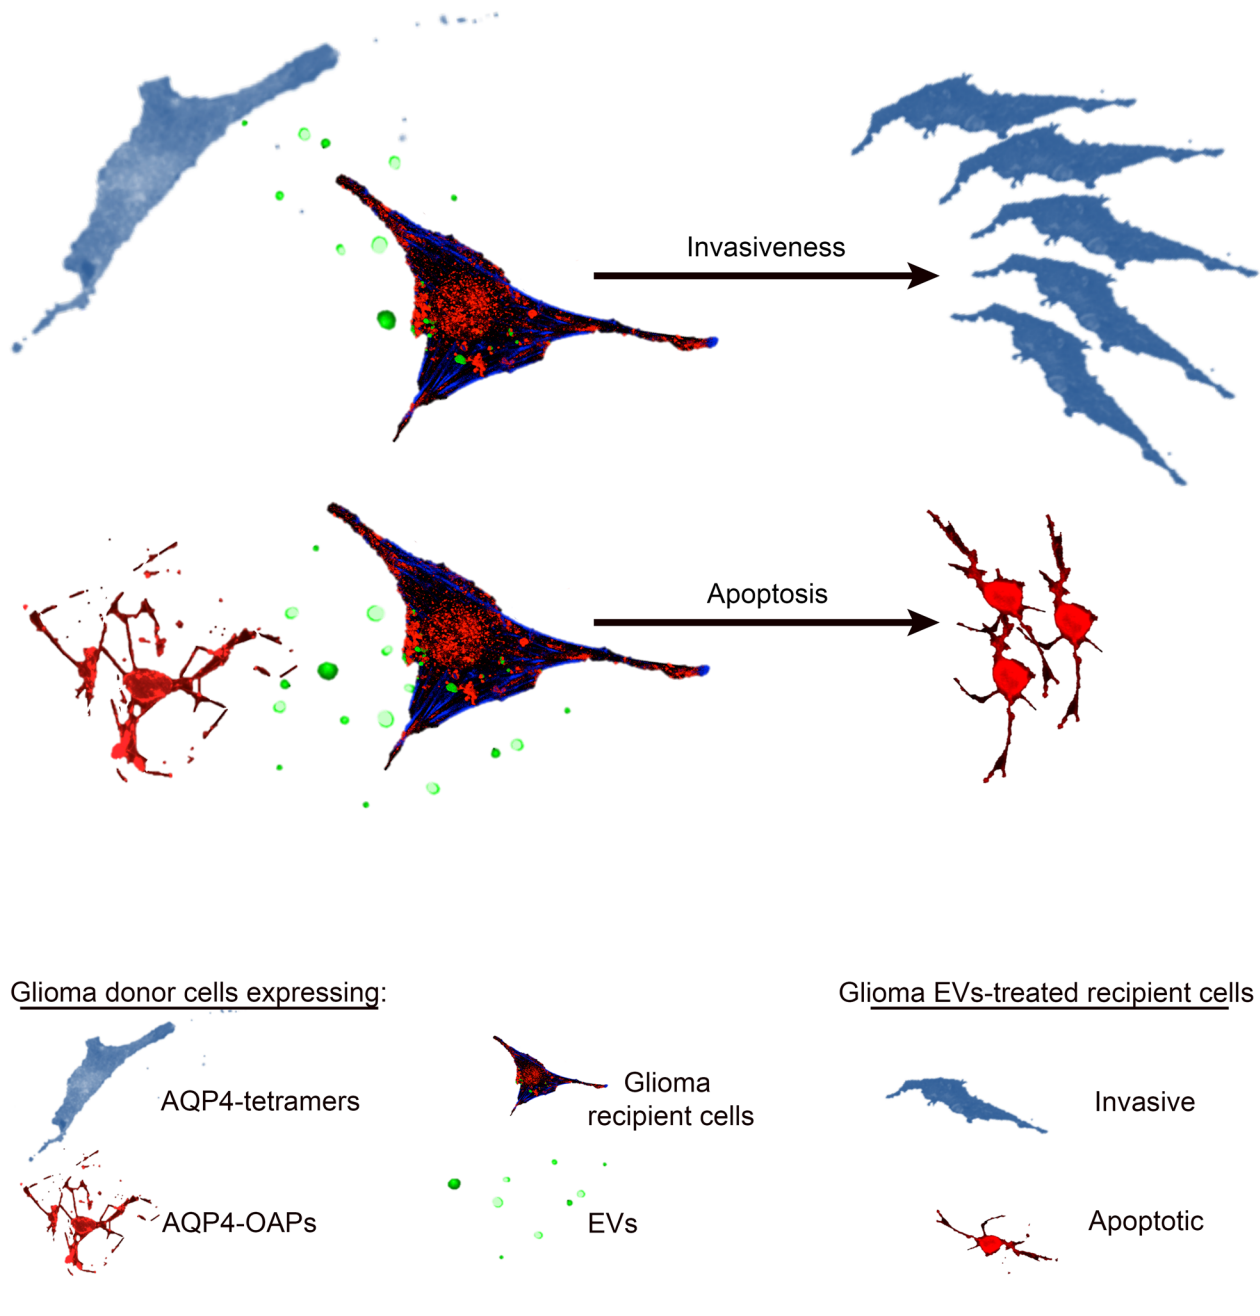 Invasiveness
Apoptosis
Glioma donor cells expressing:
AQP4-tetramers
AQP4-OAPs
Glioma
recipient cells
EVs
Glioma EVs-treated recipient cells
Invasive
Apoptotic